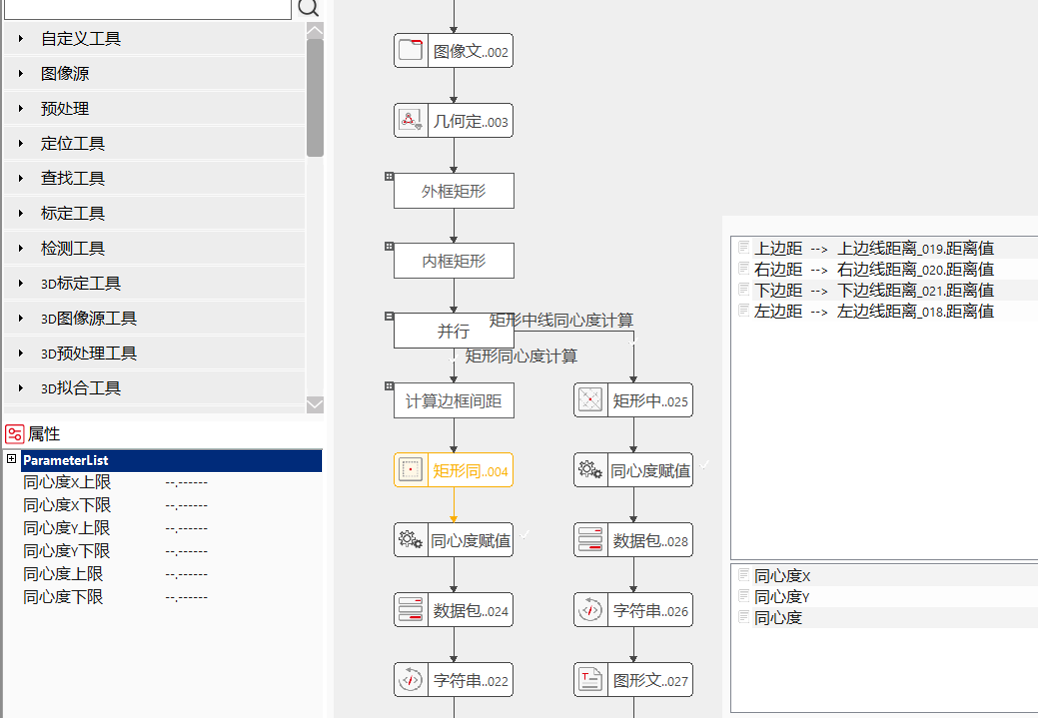 自定义工具
图像源
预处理
定位工具
查找工具
标定工具
检测工具
3D标定工具
3D图像源工具
3D预处理工具
3D拟合工具
属性
ParameterList
同心度X上限 --.------
同心度X下限 --.------
同心度Y上限 --.------
同心度Y下限 --.------
同心度上限 --.------
同心度下限 --.------
图像文..002
几何定..003
外框矩形
内框矩形
并行
矩形中线同心度计算
矩形同心度计算
计算边框间距
矩形同..004
同心度赋值
数据包..024
字符串..022
矩形中..025
同心度赋值
数据包..028
字符串..026
图形文..027
上边距 --> 上边线距离_019.距离值
右边距 --> 右边线距离_020.距离值
下边距 --> 下边线距离_021.距离值
左边距 --> 左边线距离_018.距离值
同心度X
同心度Y
同心度